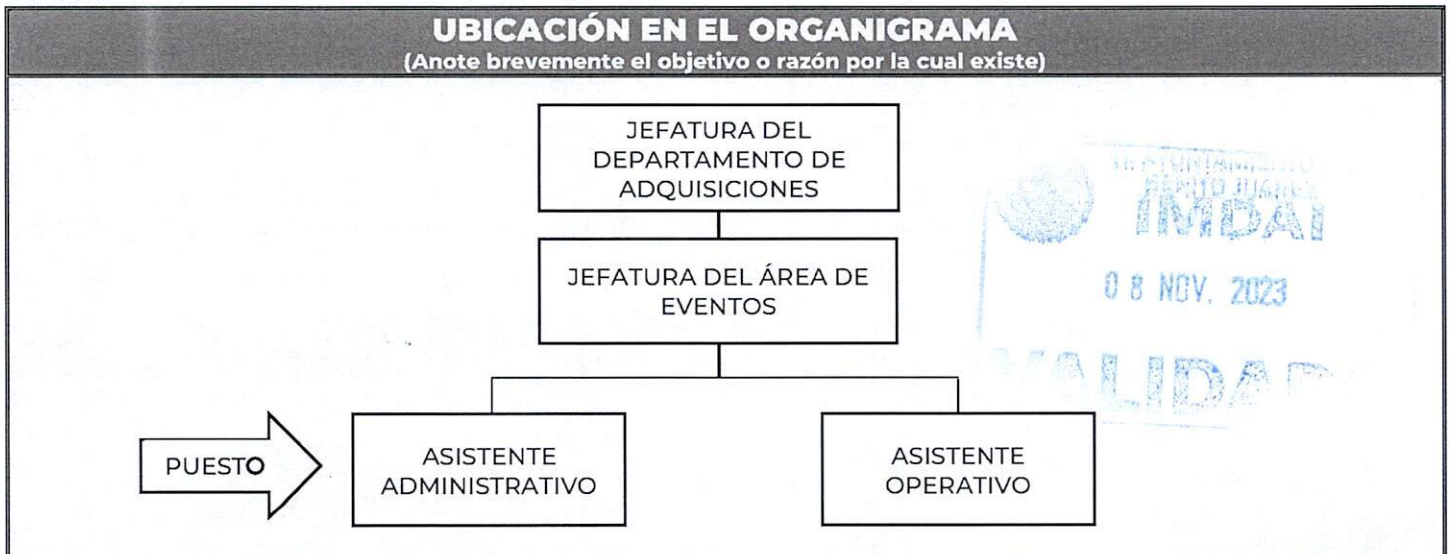 UBICACIÓN EN EL ORGANIGRAMA
(Anote brevemente el objetivo o razón por la cual existe)
JEFATURA DEL
DEPARTAMENTO DE
ADQUISICIONES
JEFATURA DEL ÁREA DE
EVENTOS
IMDAI
08 NOV. 2023
PUESTO
ASISTENTE
ADMINISTRATIVO
ASISTENTE
OPERATIVO